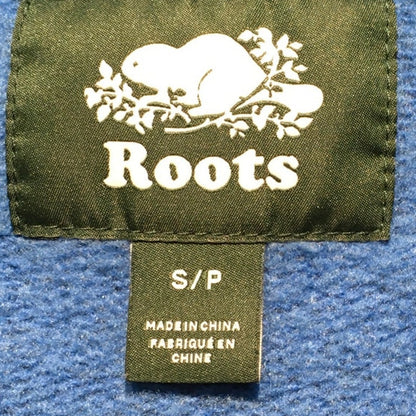 Roots
S/P
MADE IN CHINA
FABRIQUÉ EN
CHINE